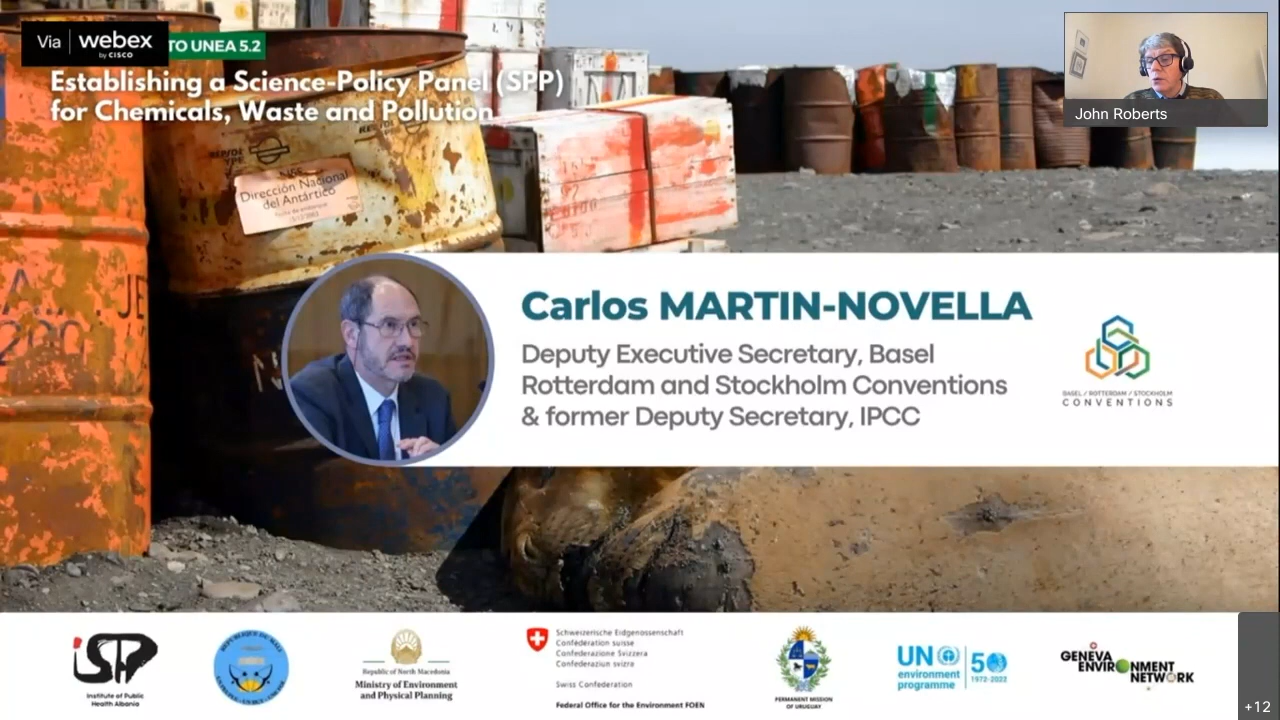 Via webex
by CISCO
TO UNEA 5.2
Establishing a Science-Policy Panel (SPP)
for Chemicals, Waste and Pollution
John Roberts
Dirección Nacional
del Antártico
Carlos MARTIN-NOVELLA
Deputy Executive Secretary, Basel
Rotterdam and Stockholm Conventions
& former Deputy Secretary, IPCC
BASEL / ROTTERDAM / STOCKHOLM
CONVENTIONS
iSHP
Institute of Public
Health Albania
Republic of North Macedonia
Ministry of Environment
and Physical Planning
Schweizerische Eidgenossenschaft
Confédération suisse
Confederazione Svizzera
Confederaziun svizra
Swiss Confederation
Federal Office for the Environment FOEN
PERMANENT MISSION
OF URUGUAY
UN
environment
programme
50
1972-2022
GENEVA
ENVIRONMENT
NETWORK
+12